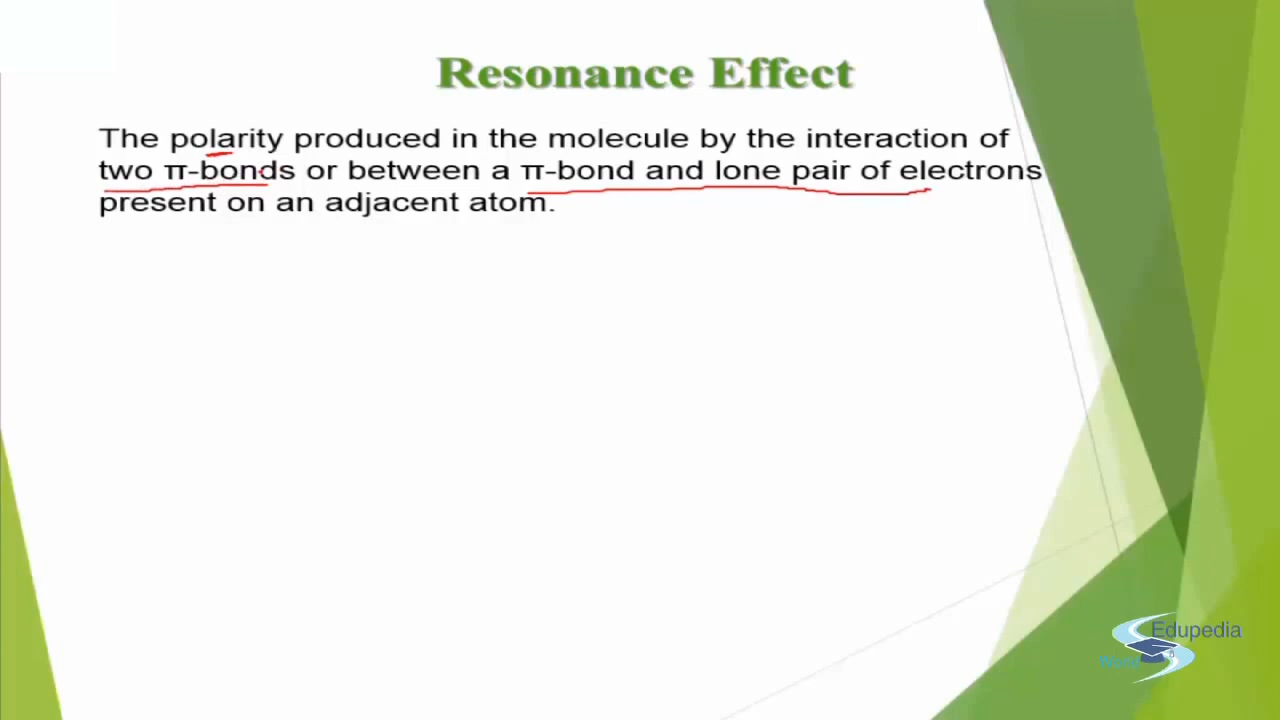 Resonance Effect
The polarity produced in the molecule by the interaction of
two π-bonds or between a π-bond and lone pair of electrons
present on an adjacent atom.
Edupedia
World